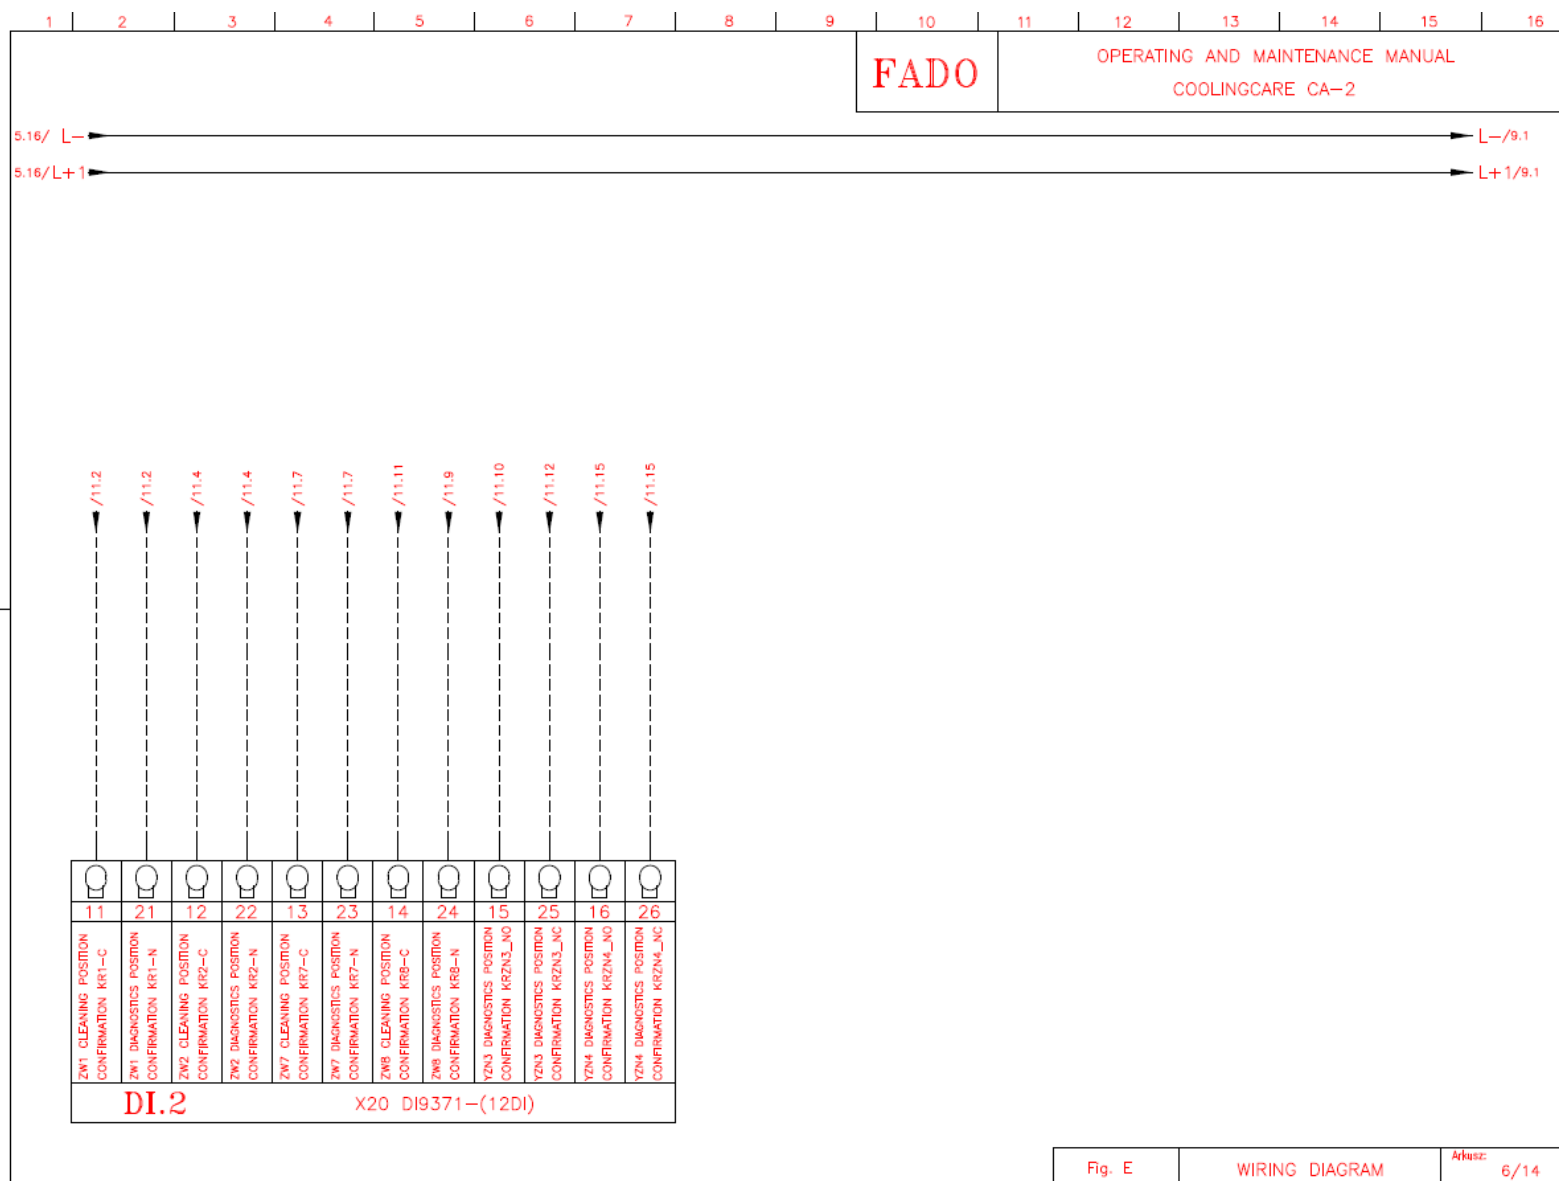 1 2 3 4 5 6 7 8 9 10 11 12 13 14 15 16
FADO
OPERATING AND MAINTENANCE MANUAL
COOLINGCARE CA-2
5.16/ L-
L-/9.1
5.16/L+1
L+1/9.1
/11.2
/11.2
/11.4
/11.4
/11.7
/11.7
/11.11
/11.9
/11.10
/11.12
/11.15
/11.15
11 21 12 22 13 23 14 24 15 25 16 26
ZW1 CLEANING POSITION
CONFIRMATION KR1-C
ZW1 DIAGNOSTICS POSITION
CONFIRMATION KR1-N
ZW2 CLEANING POSITION
CONFIRMATION KR2-C
ZW2 DIAGNOSTICS POSITION
CONFIRMATION KR2-N
ZW7 CLEANING POSITION
CONFIRMATION KR7-C
ZW7 DIAGNOSTICS POSITION
CONFIRMATION KR7-N
ZW8 CLEANING POSITION
CONFIRMATION KR8-C
ZW8 DIAGNOSTICS POSITION
CONFIRMATION KR8-N
YZN3 DIAGNOSTICS POSITION
CONFIRMATION KRZN3_NO
YZN3 DIAGNOSTICS POSITION
CONFIRMATION KRZN3_NC
YZN4 DIAGNOSTICS POSITION
CONFIRMATION KRZN4_NO
YZN4 DIAGNOSTICS POSITION
CONFIRMATION KRZN4_NC
DI.2
X20 DI9371-(12DI)
Fig. E
WIRING DIAGRAM
Arkusz:
6/14